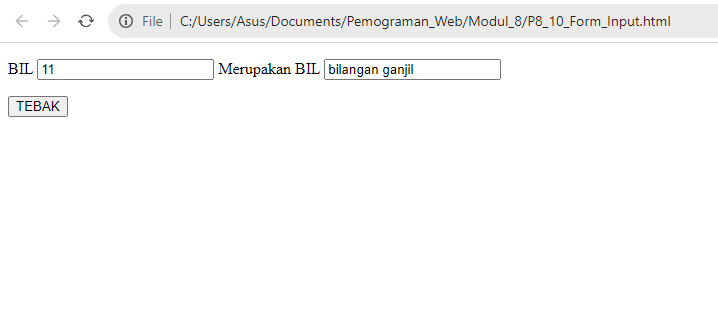 File C:/Users/Asus/Documents/Pemograman_Web/Modul_8/P8_10_Form_Input.html
BIL 11 Merupakan BIL bilangan ganjil
TEBAK